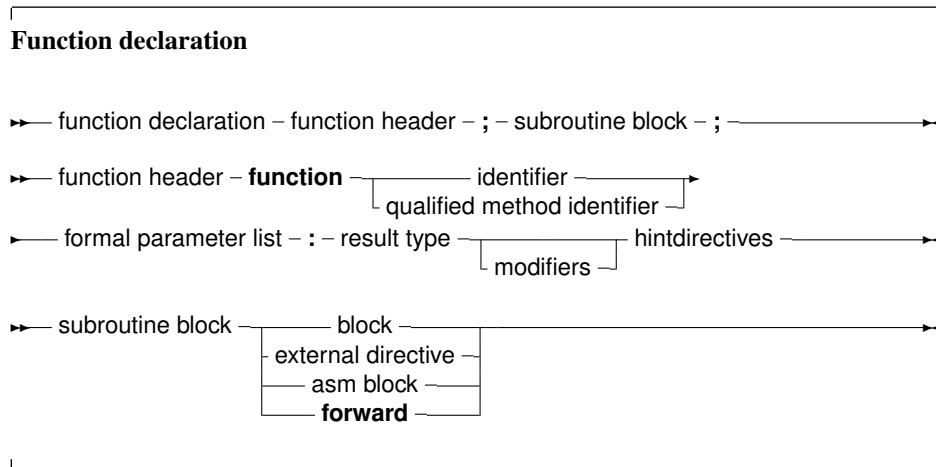 Function declaration
function declaration – function header – ; – subroutine block – ;
function header – function identifier
qualified method identifier
formal parameter list – : – result type hintdirectives
modifiers
subroutine block block
external directive
asm block
forward